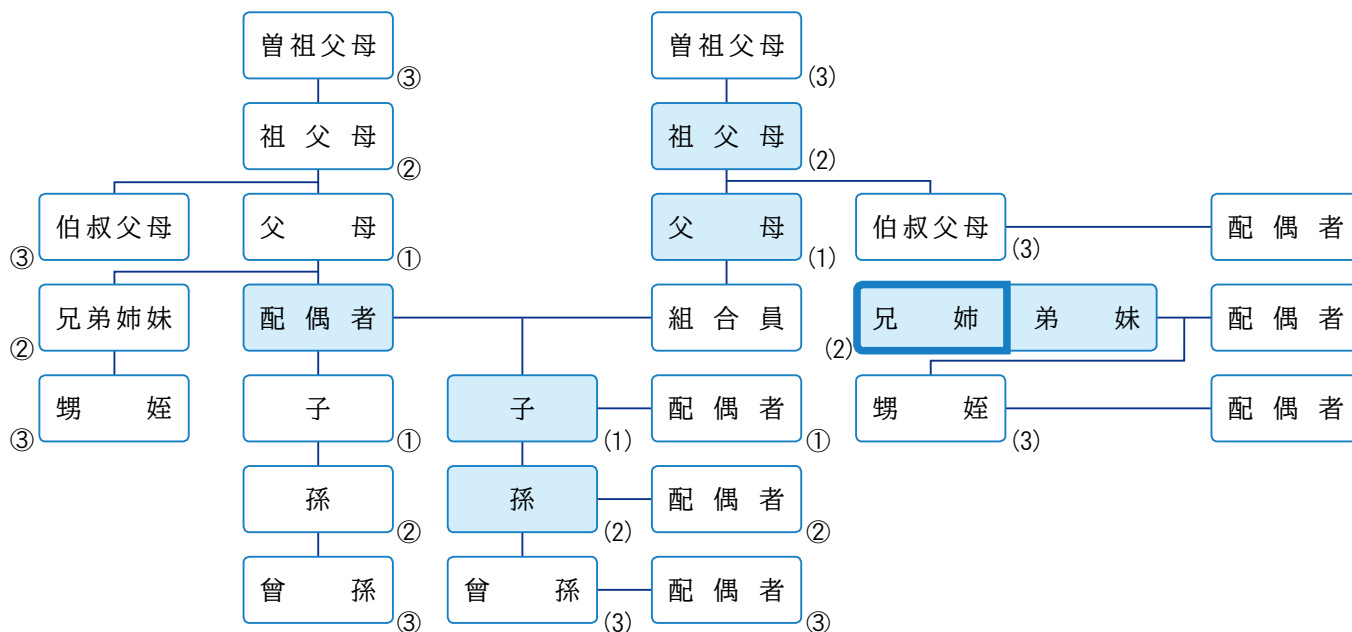 曽祖父母 ③ 曽祖父母 (3)
祖父母 ② 祖父母 (2)
③ 伯叔父母 父母 ① 父母 (1) 伯叔父母 (3) 配偶者
② 兄弟姉妹 配偶者 組合員 (2) 兄姉 弟妹 配偶者
③ 甥姪 子 ① 子 (1) 配偶者 ① 甥姪 (3) 配偶者
孫 ② 孫 (2) 配偶者 ②
曾孫 ③ 曾孫 (3) 配偶者 ③